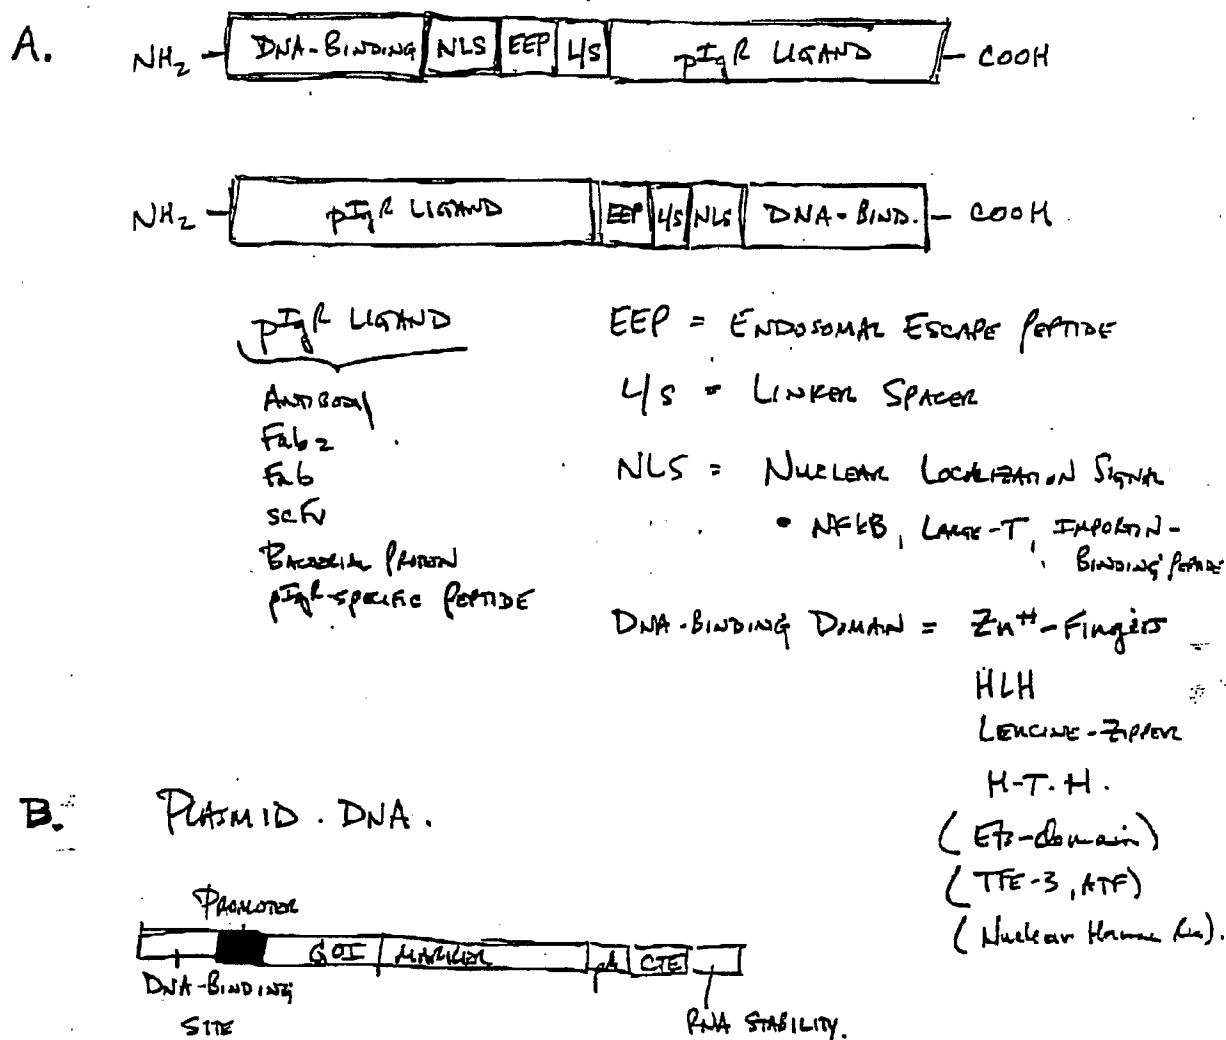 A.
NH2 - DNA-BINDING NLS EEP L/S pIgR LIGAND - COOH
NH2 - pIgR LIGAND EEP L/S NLS DNA-BIND. - COOH
pIgR LIGAND
ANTIBODY
Fab2
Fab
scFv
BACTERIAL PROTEIN
pIgR-SPECIFIC PEPTIDE
EEP = ENDOSOMAL ESCAPE PEPTIDE
L/S = LINKER SPACER
NLS = NUCLEAR LOCALIZATION SIGNAL
• NFkB, LARGE-T, IMPORTIN-
BINDING PEPTIDE
DNA-BINDING DOMAIN = Zn++-Fingers
HLH
LEUCINE-ZIPPER
H-T.H.
(Ets-domain)
(TFE-3, ATF)
(Nuclear Hormone
B. PLASMID. DNA.
PROMOTER
GOI MARKER pA CTE
DNA-BINDING
SITE
RNA STABILITY.